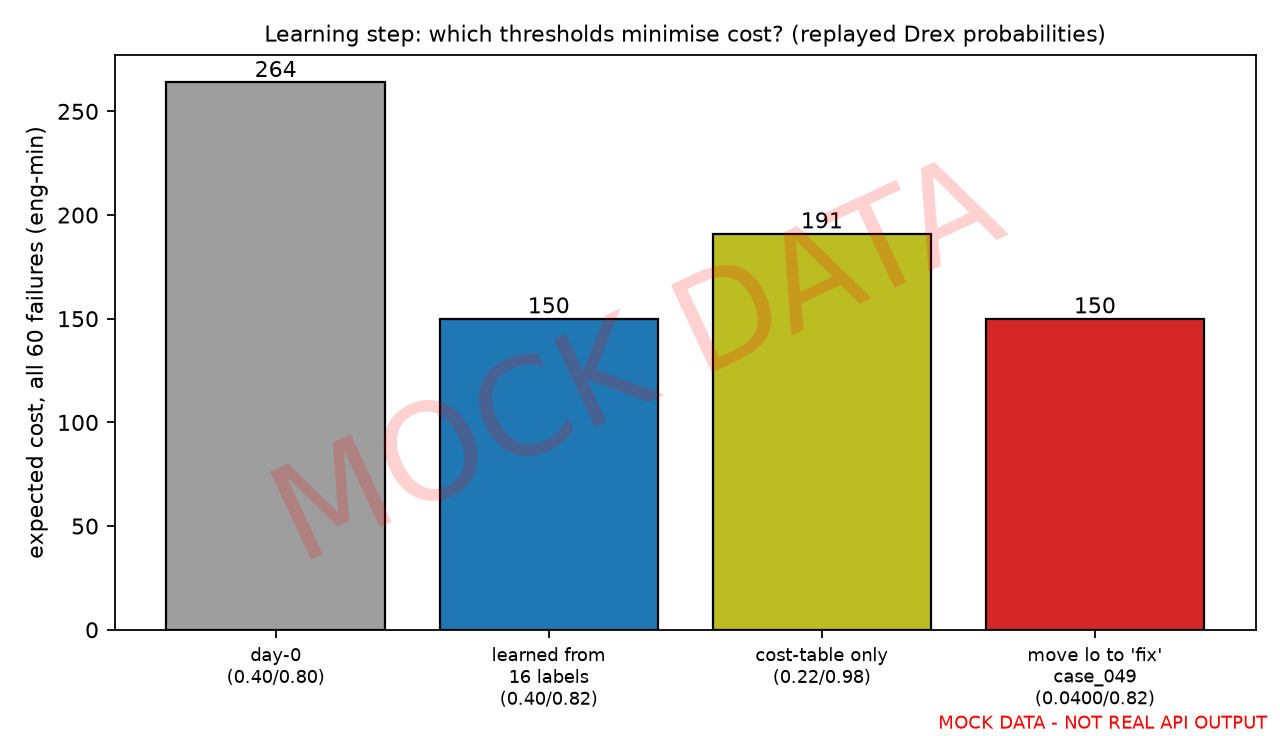 Learning step: which thresholds minimise cost? (replayed Drex probabilities)
expected cost, all 60 failures (eng-min)
250
200
150
100
50
0
264
150
191
150
MOCK DATA
day-0
(0.40/0.80)
learned from
16 labels
(0.40/0.82)
cost-table only
(0.22/0.98)
move lo to 'fix'
case_049
(0.0400/0.82)
MOCK DATA - NOT REAL API OUTPUT